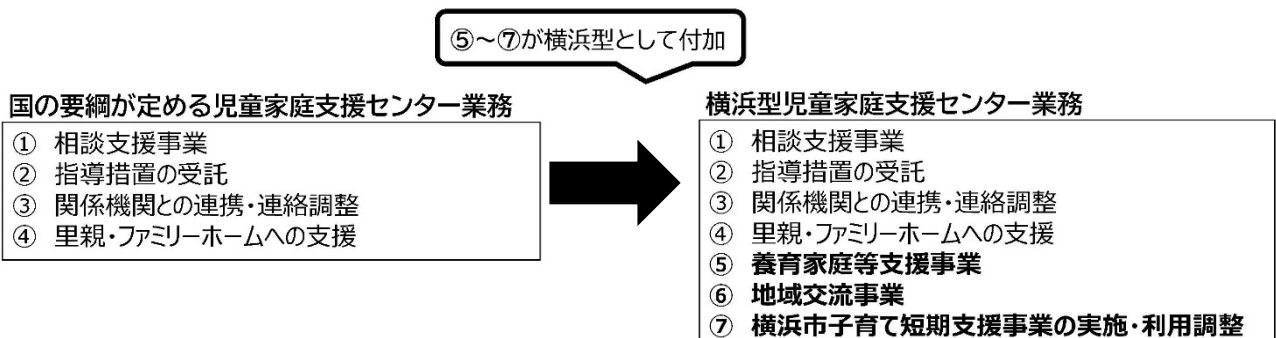 ⑤～⑦が横浜型として付加
国の要綱が定める児童家庭支援センター業務
① 相談支援事業
② 指導措置の受託
③ 関係機関との連携・連絡調整
④ 里親・ファミリーホームへの支援
横浜型児童家庭支援センター業務
① 相談支援事業
② 指導措置の受託
③ 関係機関との連携・連絡調整
④ 里親・ファミリーホームへの支援
⑤ 養育家庭等支援事業
⑥ 地域交流事業
⑦ 横浜市子育て短期支援事業の実施・利用調整